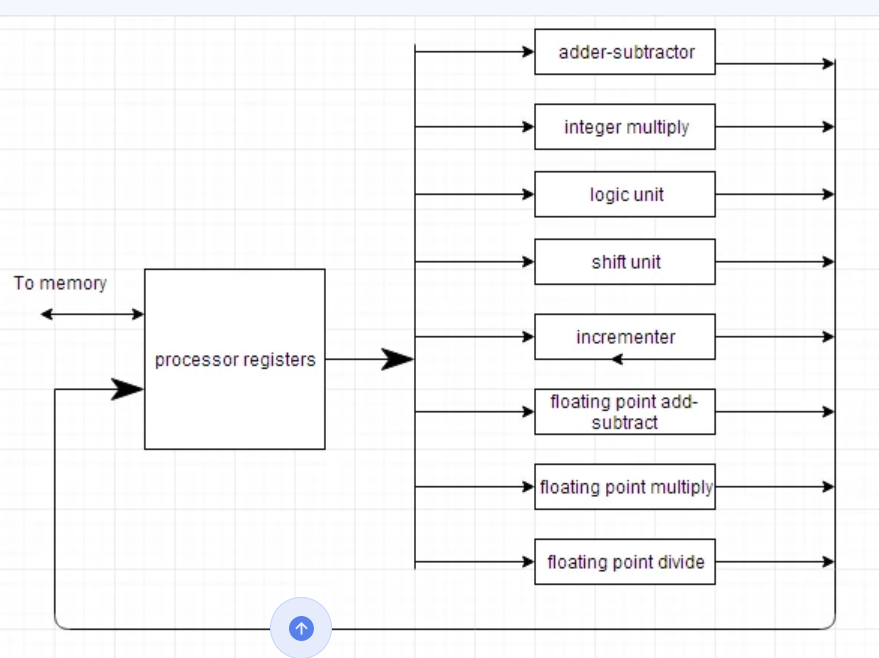 adder-subtractor
integer multiply
logic unit
shift unit
To memory
incrementer
processor registers
floating point add-
subtract
floating point multiply
floating point divide